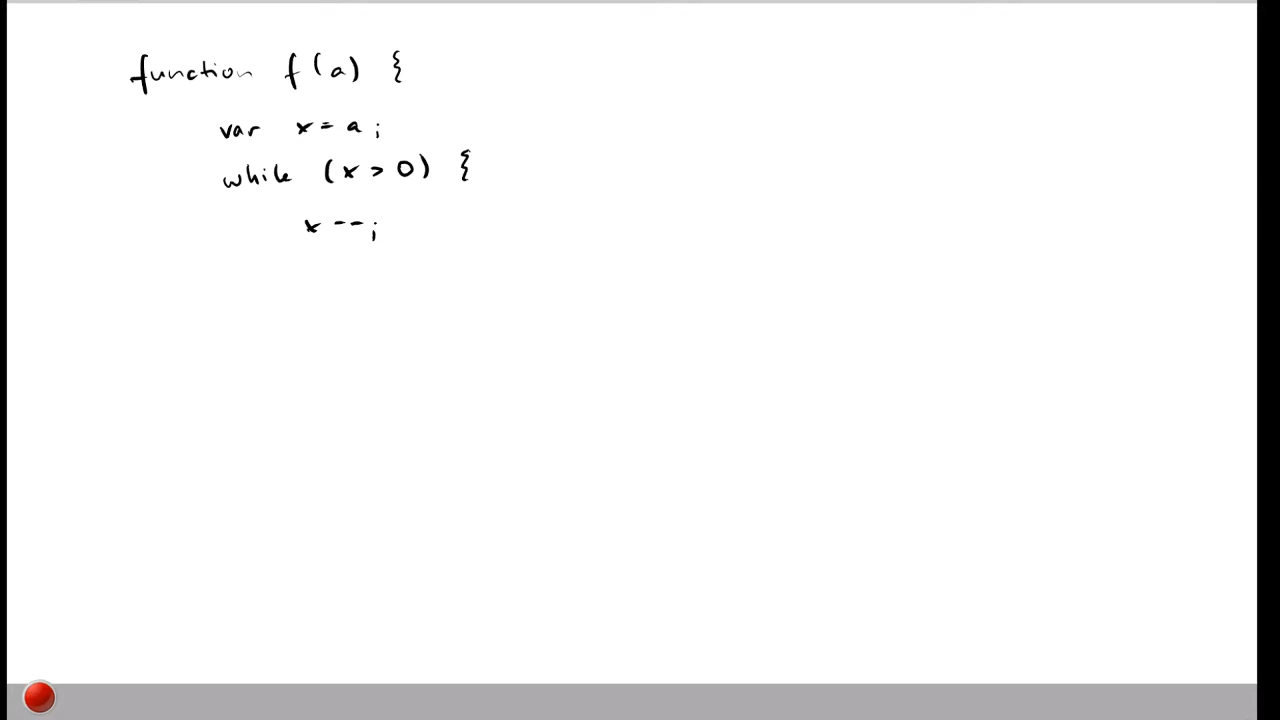 function f(a) {
var x = a;
while (x > 0) {
x--;